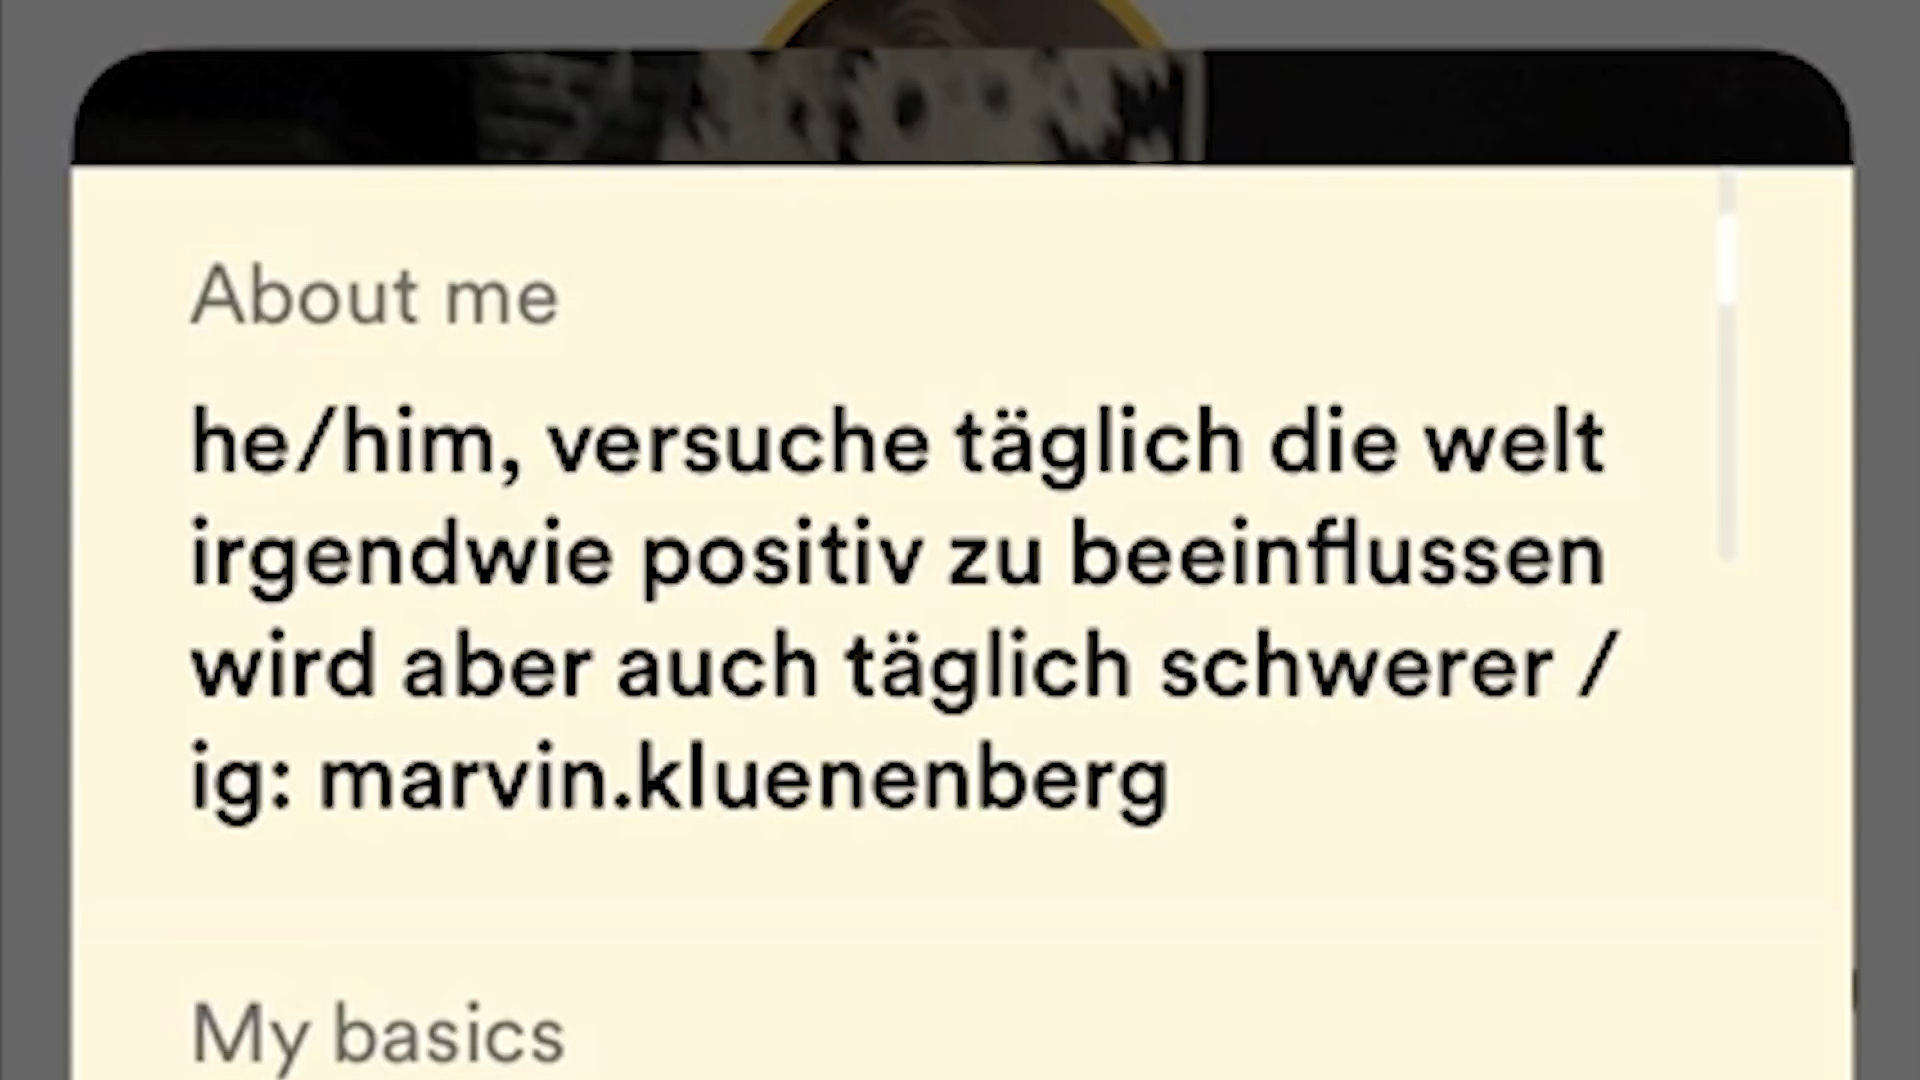 About me
he/him, versuche täglich die welt
irgendwie positiv zu beeinflussen
wird aber auch täglich schwerer /
ig: marvin.kluenenberg
My basics